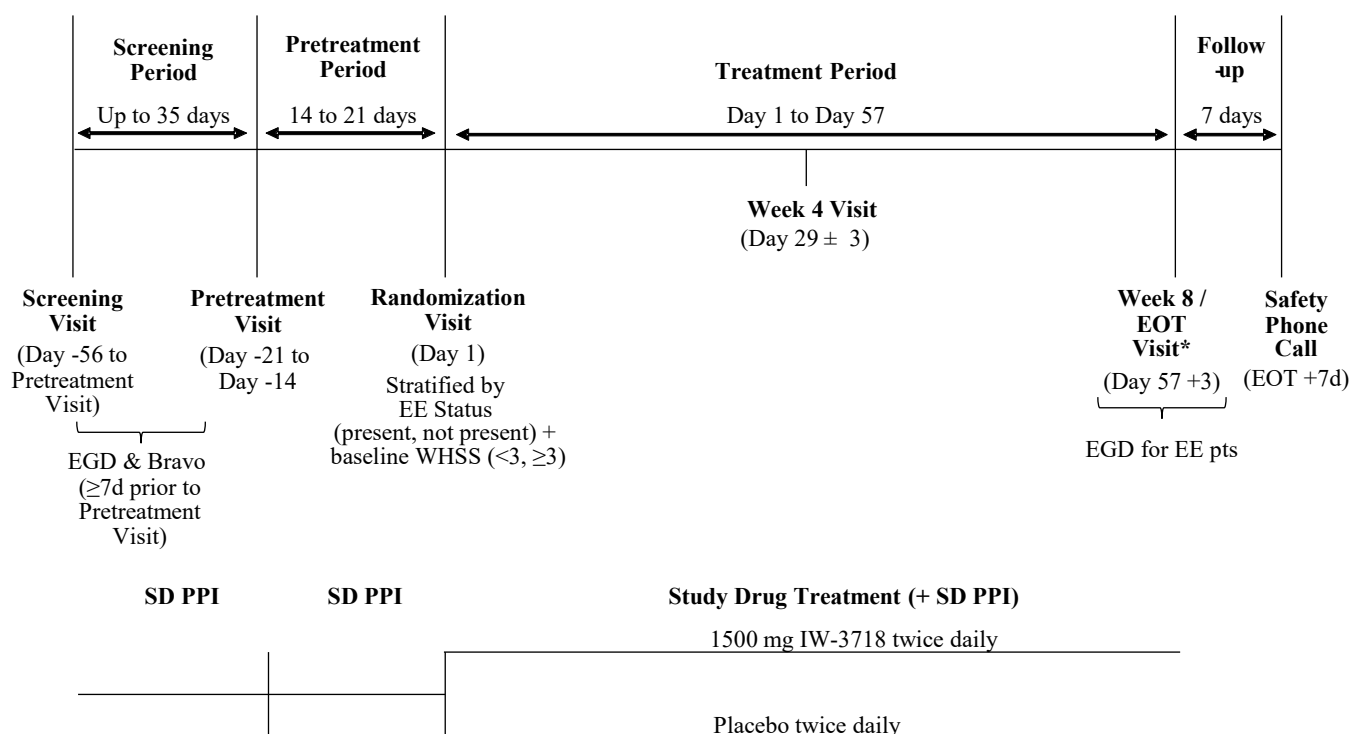 Screening
Period
Up to 35 days
Pretreatment
Period
14 to 21 days
Treatment Period
Day 1 to Day 57
Follow
-up
7 days
Week 4 Visit
(Day 29 ± 3)
Screening
Visit
(Day -56 to
Pretreatment
Visit)
EGD & Bravo
(≥7d prior to
Pretreatment
Visit)
Pretreatment
Visit
(Day -21 to
Day -14
Randomization
Visit
(Day 1)
Stratified by
EE Status
(present, not present) +
baseline WHSS (<3, ≥3)
Week 8 /
EOT
Visit*
(Day 57 +3)
EGD for EE pts
Safety
Phone
Call
(EOT +7d)
SD PPI
SD PPI
Study Drug Treatment (+ SD PPI)
1500 mg IW-3718 twice daily
Placebo twice daily